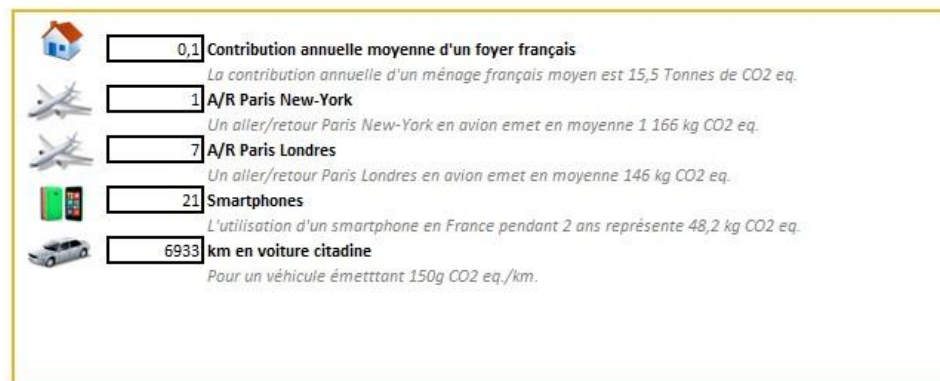 0,1 Contribution annuelle moyenne d'un foyer français
La contribution annuelle d'un ménage français moyen est 15,5 Tonnes de CO2 eq.
1 A/R Paris New-York
Un aller/retour Paris New-York en avion emet en moyenne 1 166 kg CO2 eq.
7 A/R Paris Londres
Un aller/retour Paris Londres en avion emet en moyenne 146 kg CO2 eq.
21 Smartphones
L'utilisation d'un smartphone en France pendant 2 ans représente 48,2 kg CO2 eq.
6933 km en voiture citadine
Pour un véhicule émetttant 150g CO2 eq./km.